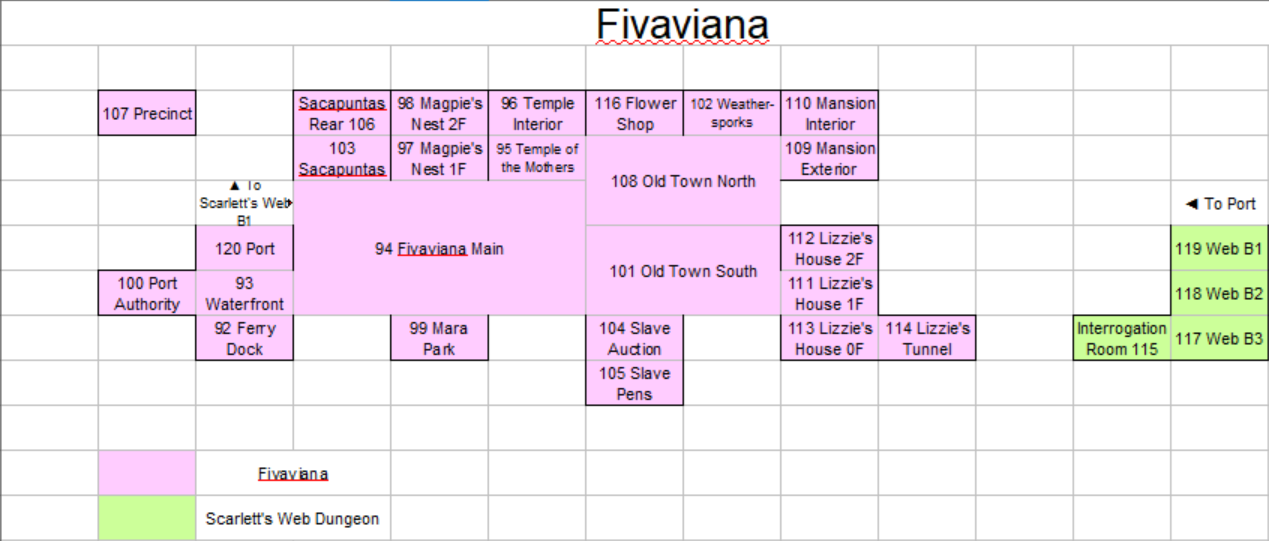 Fivaviana
107 Precinct
Sacapuntas
Rear 106
98 Magpie's
Nest 2F
96 Temple
Interior
116 Flower
Shop
102 Weather-
sporks
110 Mansion
Interior
103
Sacapuntas
97 Magpie's
Nest 1F
95 Temple of
the Mothers
108 Old Town North
109 Mansion
Exterior
▲ To
Scarlett's Web
B1
◄ To Port
120 Port
94 Fivaviana Main
101 Old Town South
112 Lizzie's
House 2F
119 Web B1
100 Port
Authority
93
Waterfront
111 Lizzie's
House 1F
118 Web B2
92 Ferry
Dock
99 Mara
Park
104 Slave
Auction
113 Lizzie's
House 0F
114 Lizzie's
Tunnel
Interrogation
Room 115
117 Web B3
105 Slave
Pens
Fivaviana
Scarlett's Web Dungeon